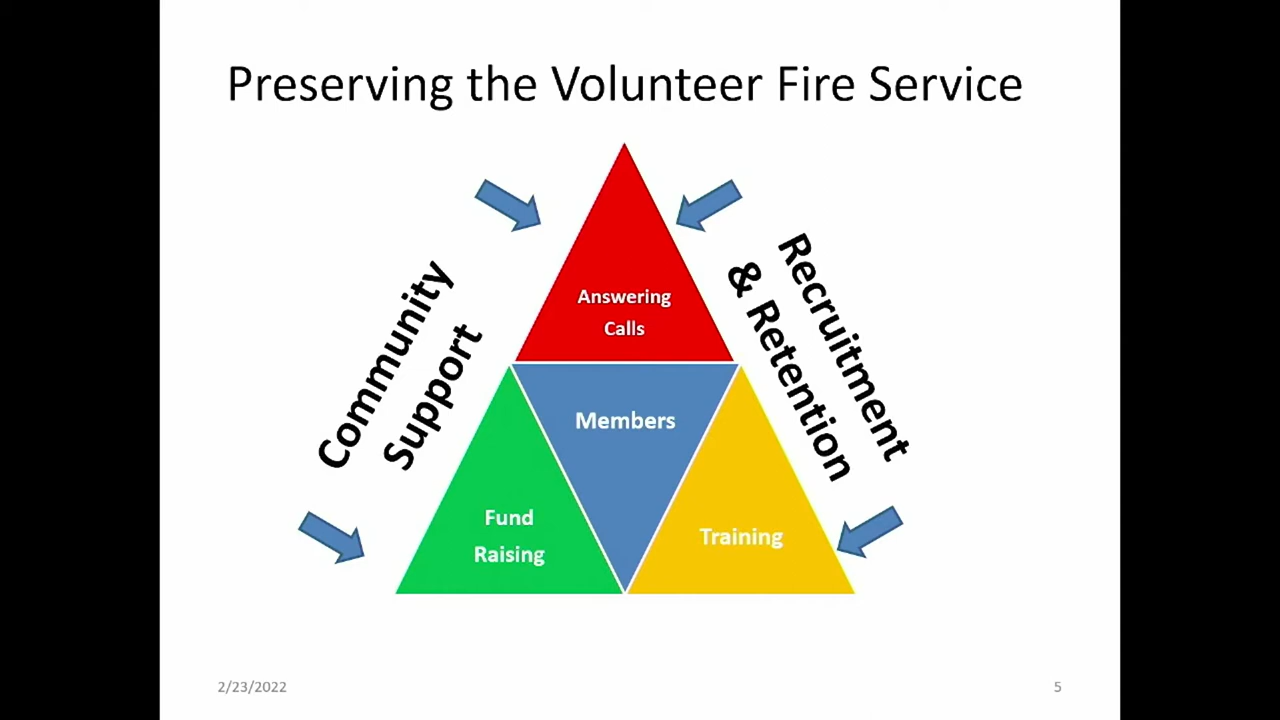 Preserving the Volunteer Fire Service
Community
Support
Recruitment
& Retention
Answering
Calls
Members
Fund
Raising
Training
2/23/2022
5